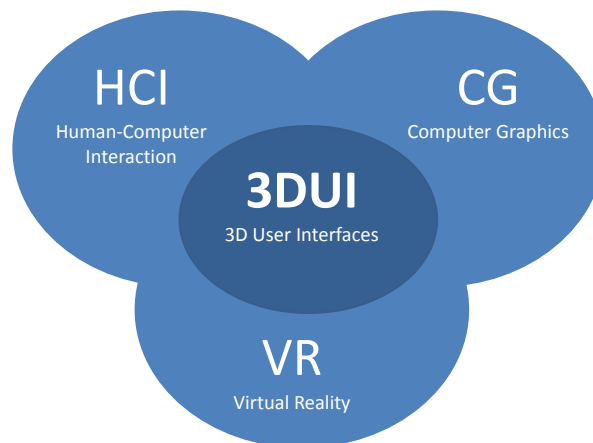 HCI
Human-Computer
Interaction
CG
Computer Graphics
3DUI
3D User Interfaces
VR
Virtual Reality